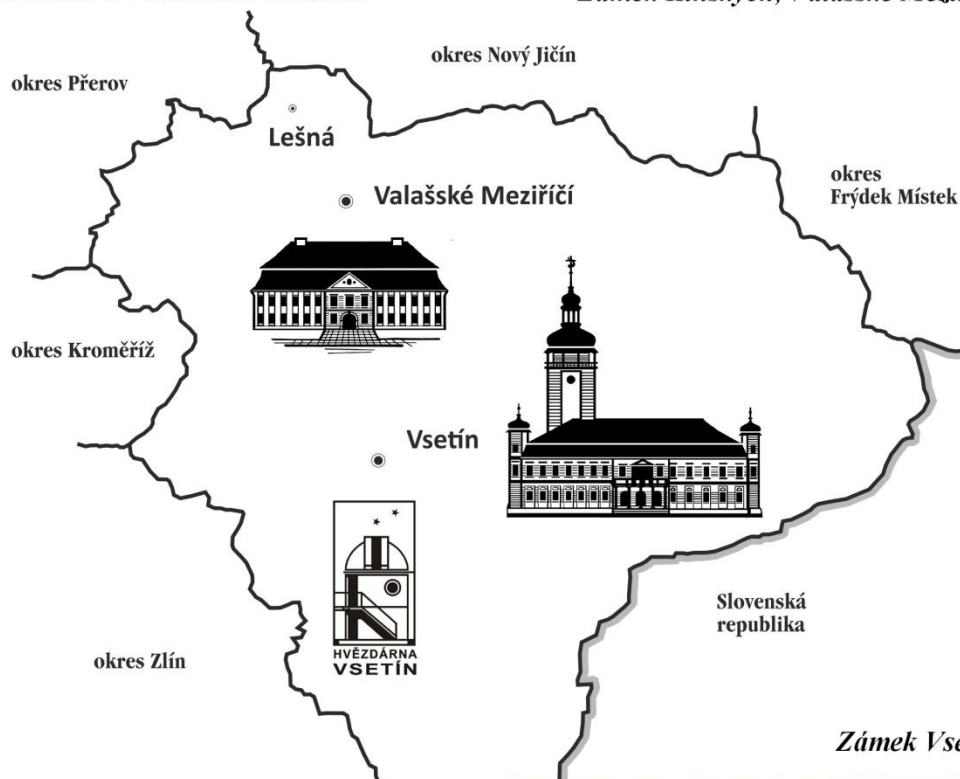 okres Nový Jičín
okres Přerov
Lešná
okres
Frýdek Místek
Valašské Meziříčí
okres Kroměříž
Vsetín
Slovenská
republika
HVĚZDÁRNA
VSETÍN
okres Zlín
Zámek